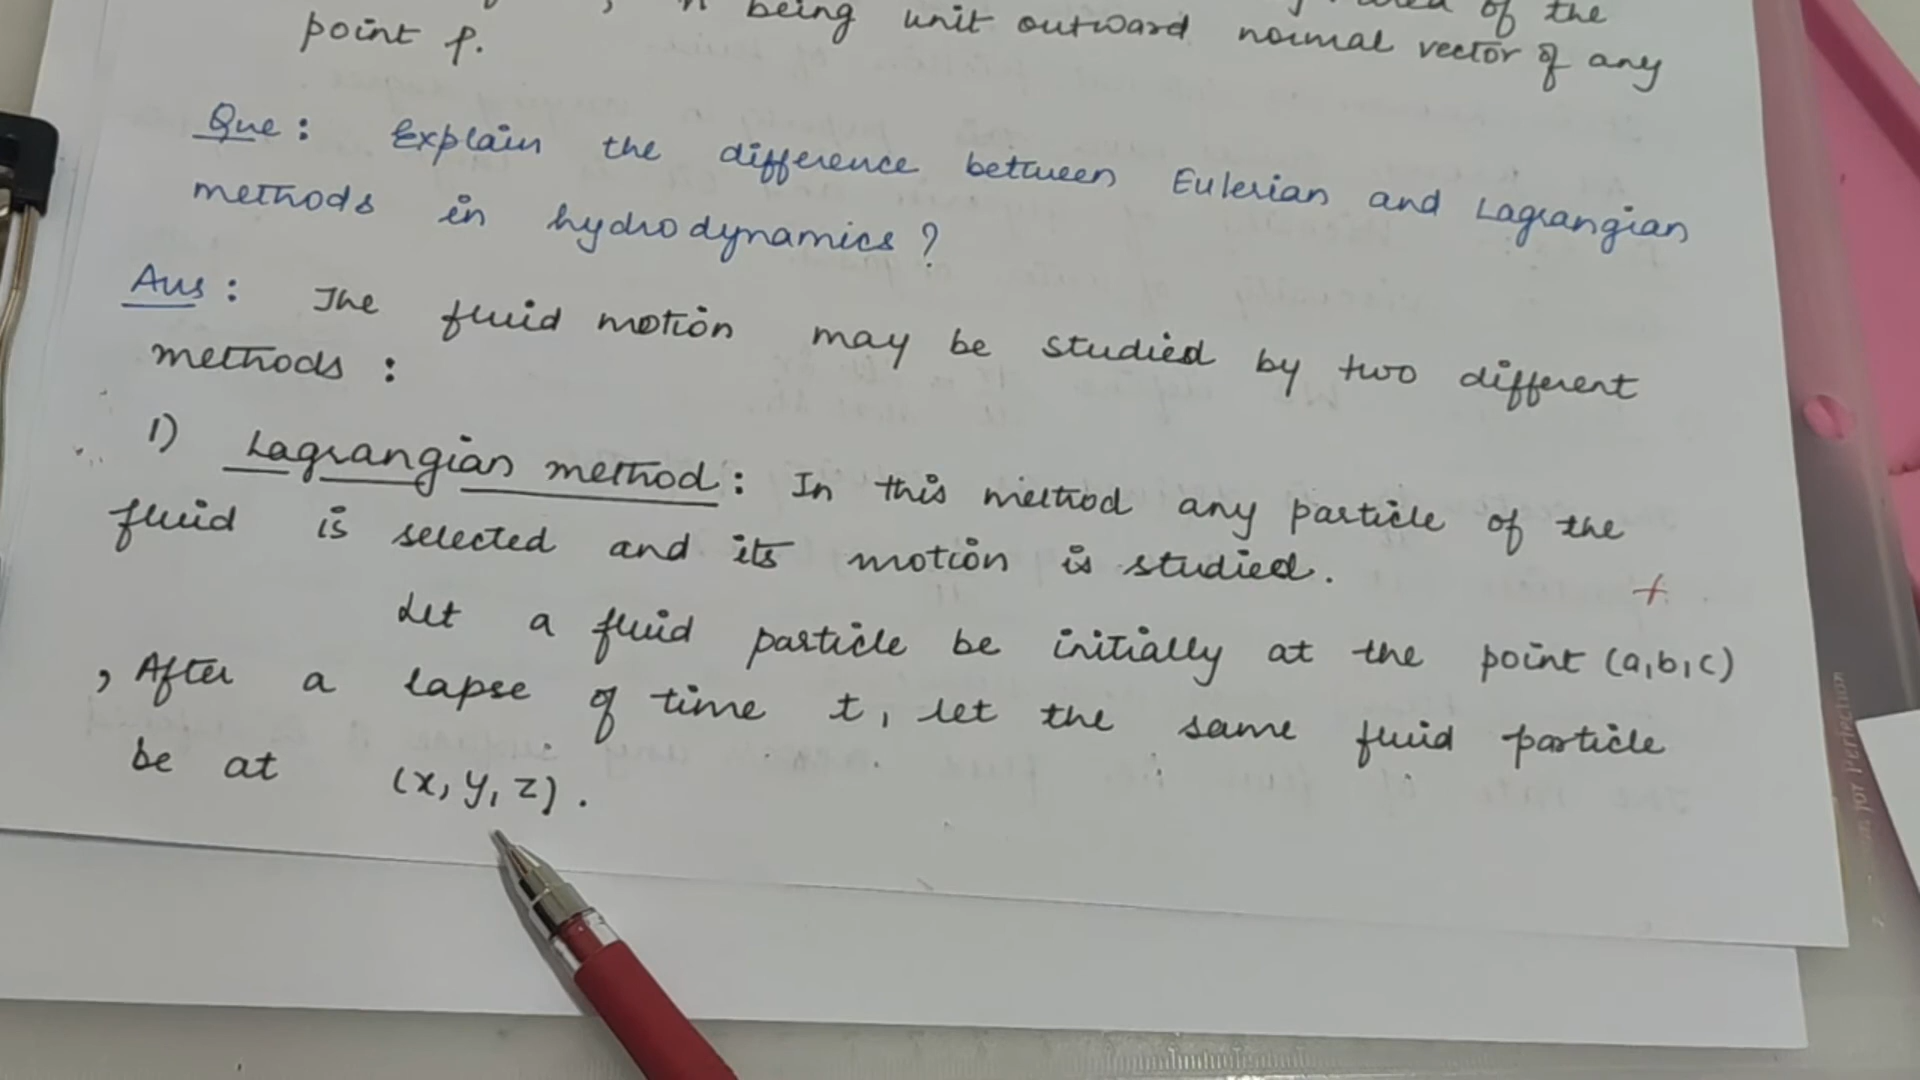 being unit outward normal vector of any
of the
point p.
Que: Explain the difference between Eulerian and Lagrangian
methods in hydrodynamics?
Ans: The fluid motion may be studied by two different
methods:
1) Lagrangian method: In this method any particle of the
fluid is selected and its motion is studied.
Let a fluid particle be initially at the point (a,b,c)
, After a lapse of time t, let the same fluid particle
be at (x, y, z).